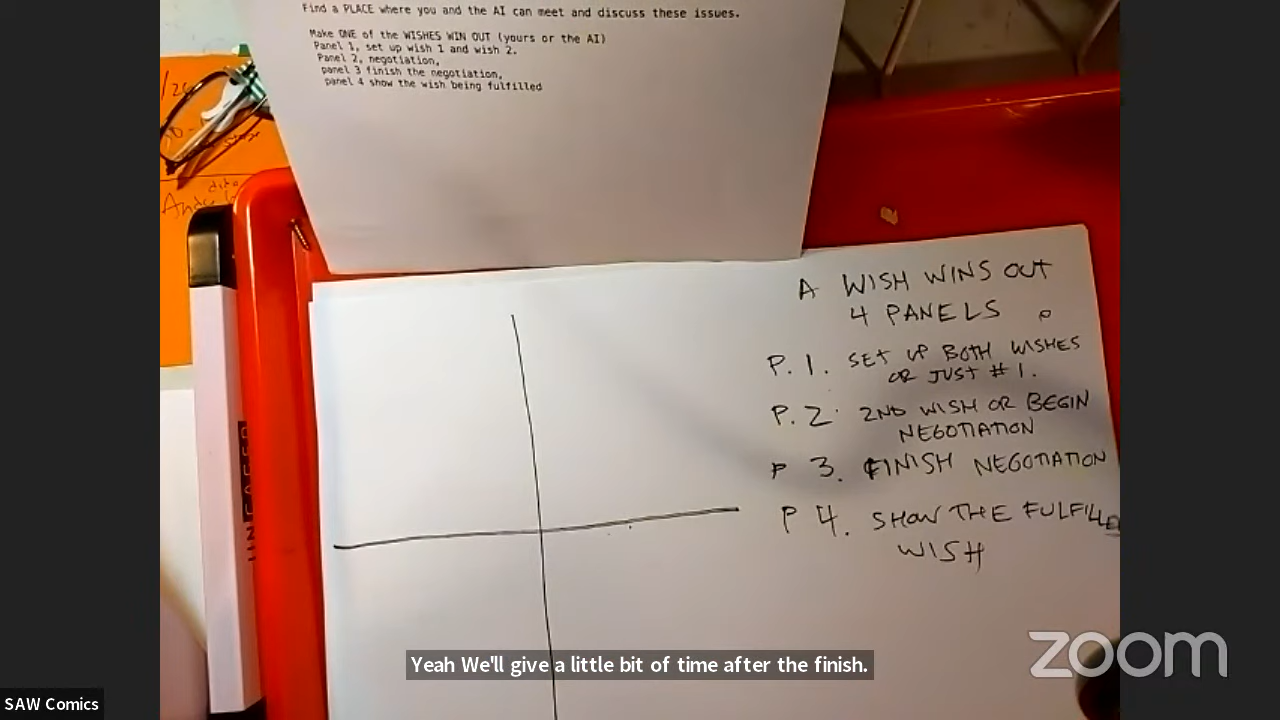 Find a PLACE where you and the AI can meet and discuss these issues.
Make ONE of the WISHES WIN OUT (yours or the AI)
Panel 1, set up wish 1 and wish 2.
Panel 2, negotiation,
panel 3 finish the negotiation,
panel 4 show the wish being fulfilled
A WISH WINS OUT
4 PANELS
P. 1. SET UP BOTH WISHES
OR JUST #1.
P. 2. 2ND WISH OR BEGIN
NEGOTIATION
P 3. FINISH NEGOTIATION
P 4. SHOW THE FULFILLED
WISH
Yeah We'll give a little bit of time after the finish.
zoom
SAW Comics